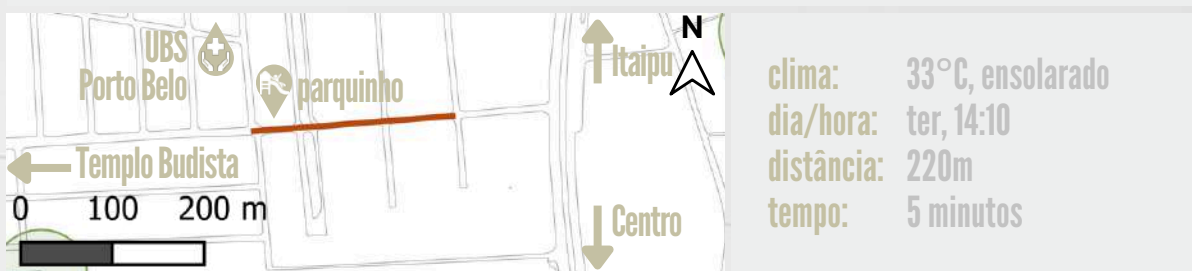 UBS
Porto Belo
parquinho
Itaipu
N
Templo Budista
0 100 200 m
Centro
clima: 33°C, ensolarado
dia/hora: ter, 14:10
distância: 220m
tempo: 5 minutos